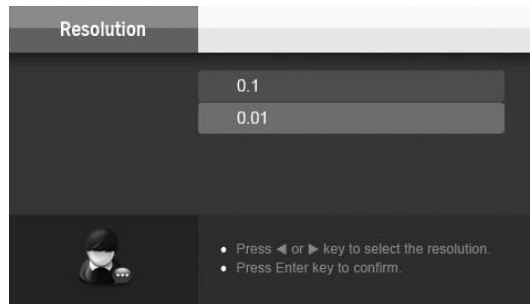 Resolution
0.1
0.01
• Press ◀ or ▶ key to select the resolution.
• Press Enter key to confirm.